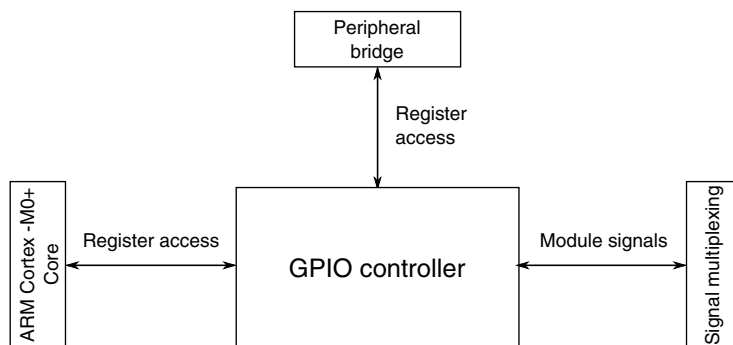 Peripheral
bridge
Register
access
ARM Cortex -M0+
Core
Register access
GPIO controller
Module signals
Signal multiplexing